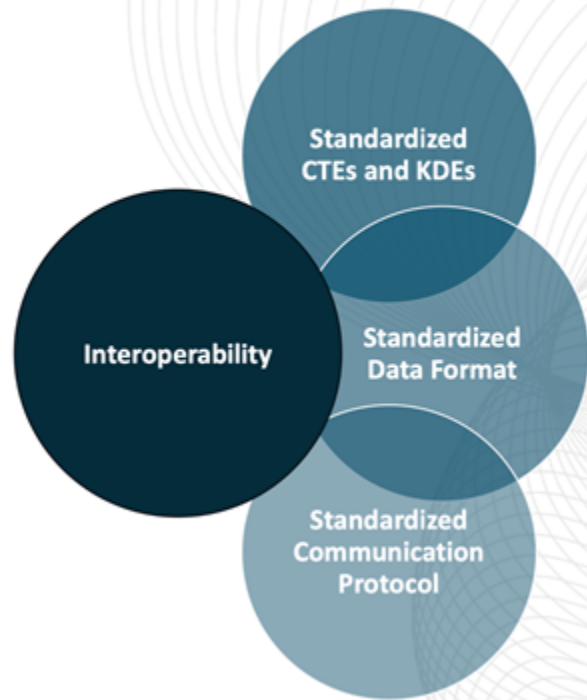 Standardized
CTEs and KDEs
Interoperability
Standardized
Data Format
Standardized
Communication
Protocol